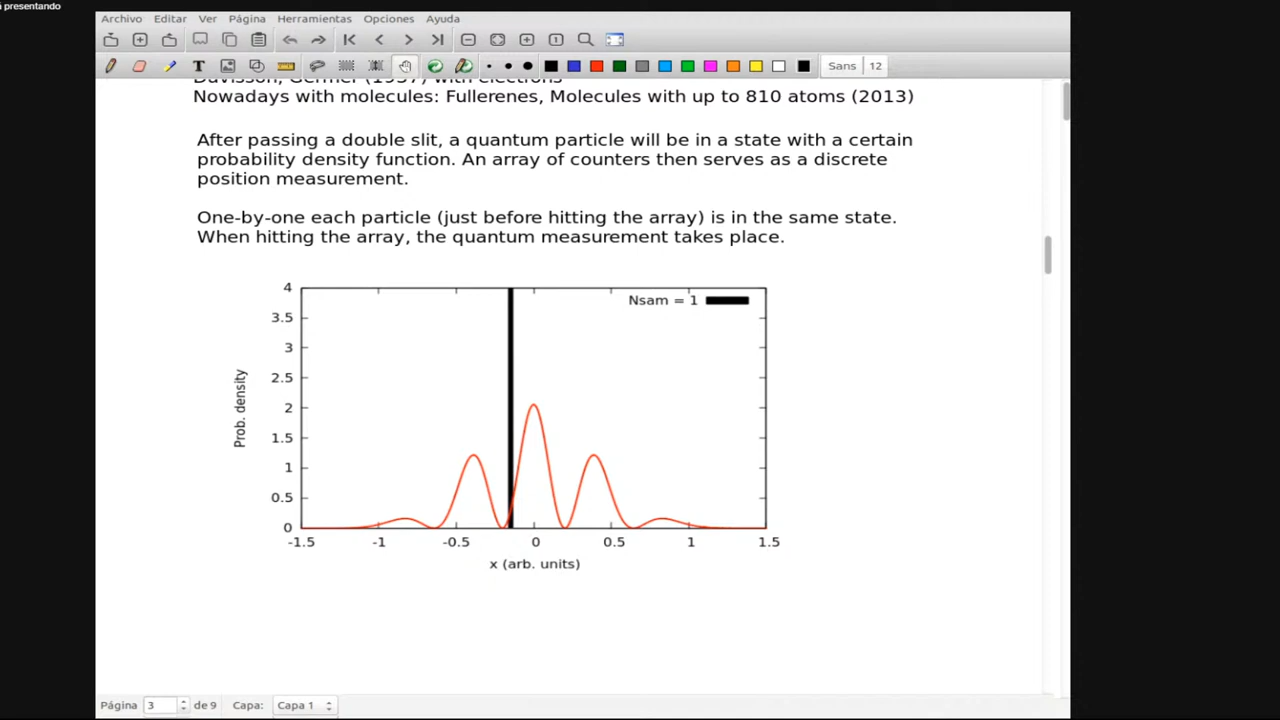 á presentando
Archivo Editar Ver Página Herramientas Opciones Ayuda
T Sans 12
Davisson, Germer (1937) with electrons
Nowadays with molecules: Fullerenes, Molecules with up to 810 atoms (2013)
After passing a double slit, a quantum particle will be in a state with a certain
probability density function. An array of counters then serves as a discrete
position measurement.
One-by-one each particle (just before hitting the array) is in the same state.
When hitting the array, the quantum measurement takes place.
Nsam = 1
4
3.5
3
2.5
2
1.5
1
0.5
0
Prob. density
-1.5 -1 -0.5 0 0.5 1 1.5
x (arb. units)
Página 3 de 9 Capa: Capa 1